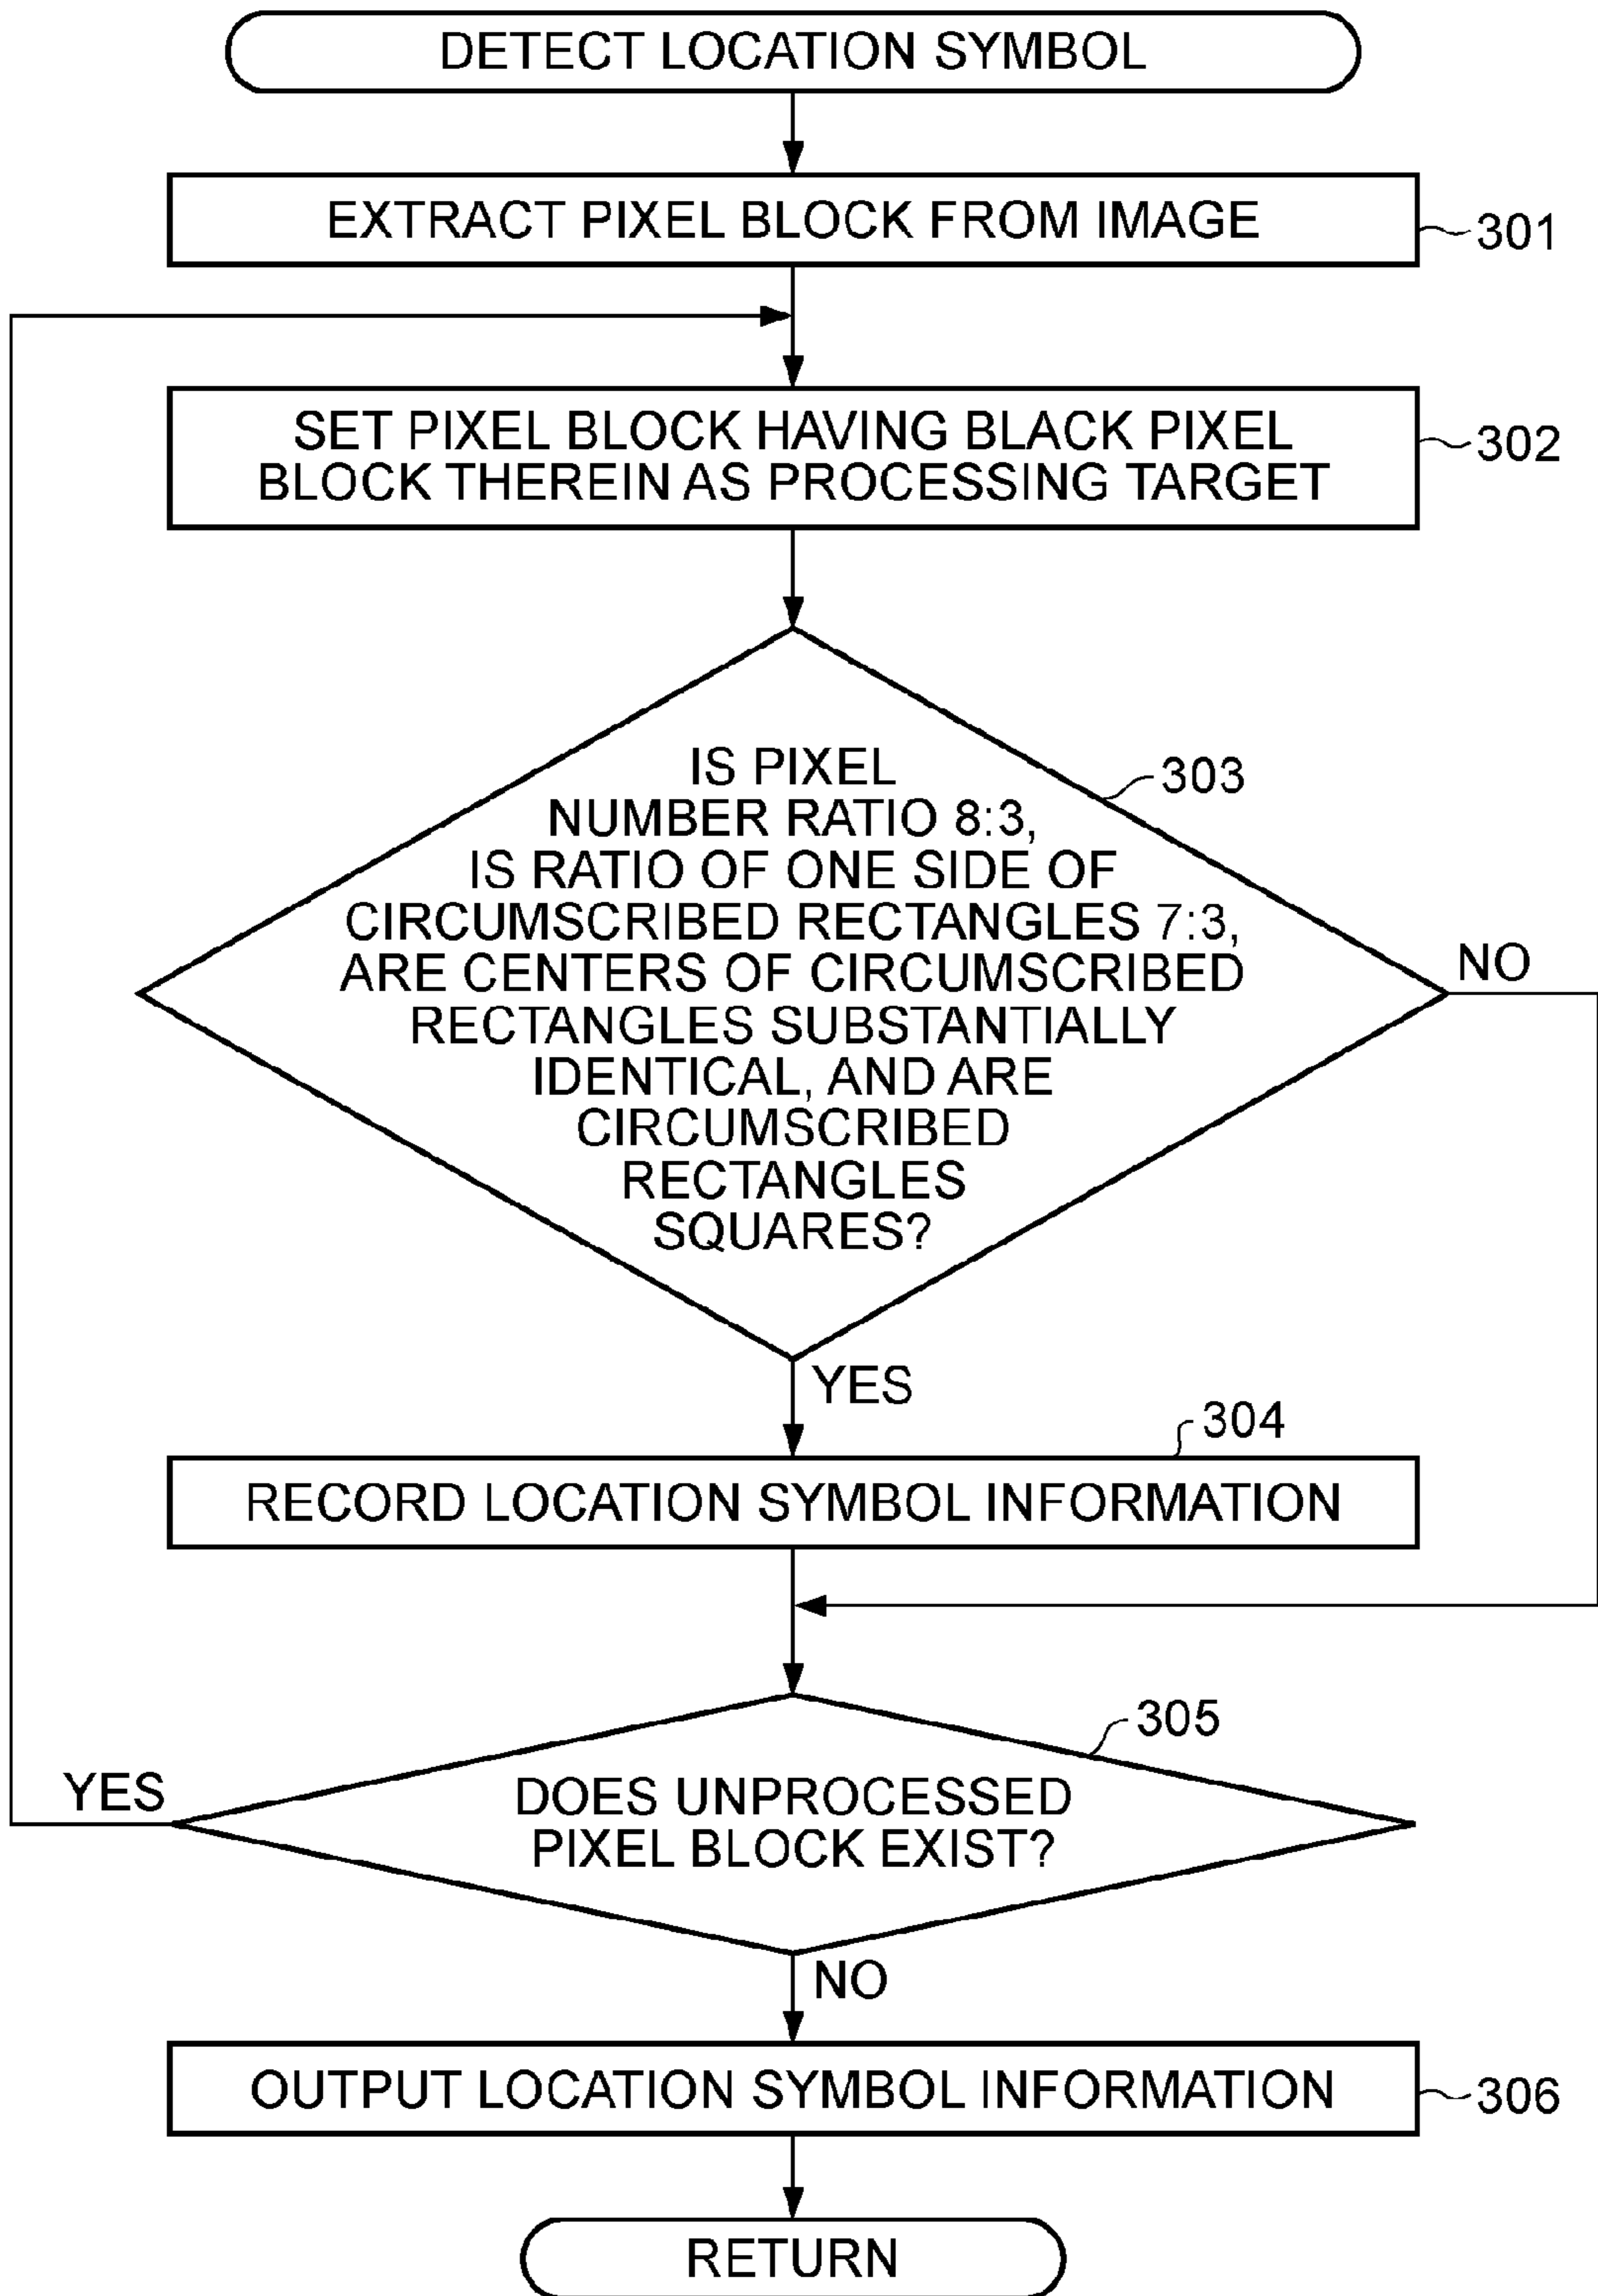 DETECT LOCATION SYMBOL
EXTRACT PIXEL BLOCK FROM IMAGE
301
SET PIXEL BLOCK HAVING BLACK PIXEL
BLOCK THEREIN AS PROCESSING TARGET
302
IS PIXEL
NUMBER RATIO 8:3,
IS RATIO OF ONE SIDE OF
CIRCUMSCRIBED RECTANGLES 7:3,
ARE CENTERS OF CIRCUMSCRIBED
RECTANGLES SUBSTANTIALLY
IDENTICAL, AND ARE
CIRCUMSCRIBED
RECTANGLES
SQUARES?
303
NO
YES
304
RECORD LOCATION SYMBOL INFORMATION
305
YES
DOES UNPROCESSED
PIXEL BLOCK EXIST?
NO
OUTPUT LOCATION SYMBOL INFORMATION
306
RETURN